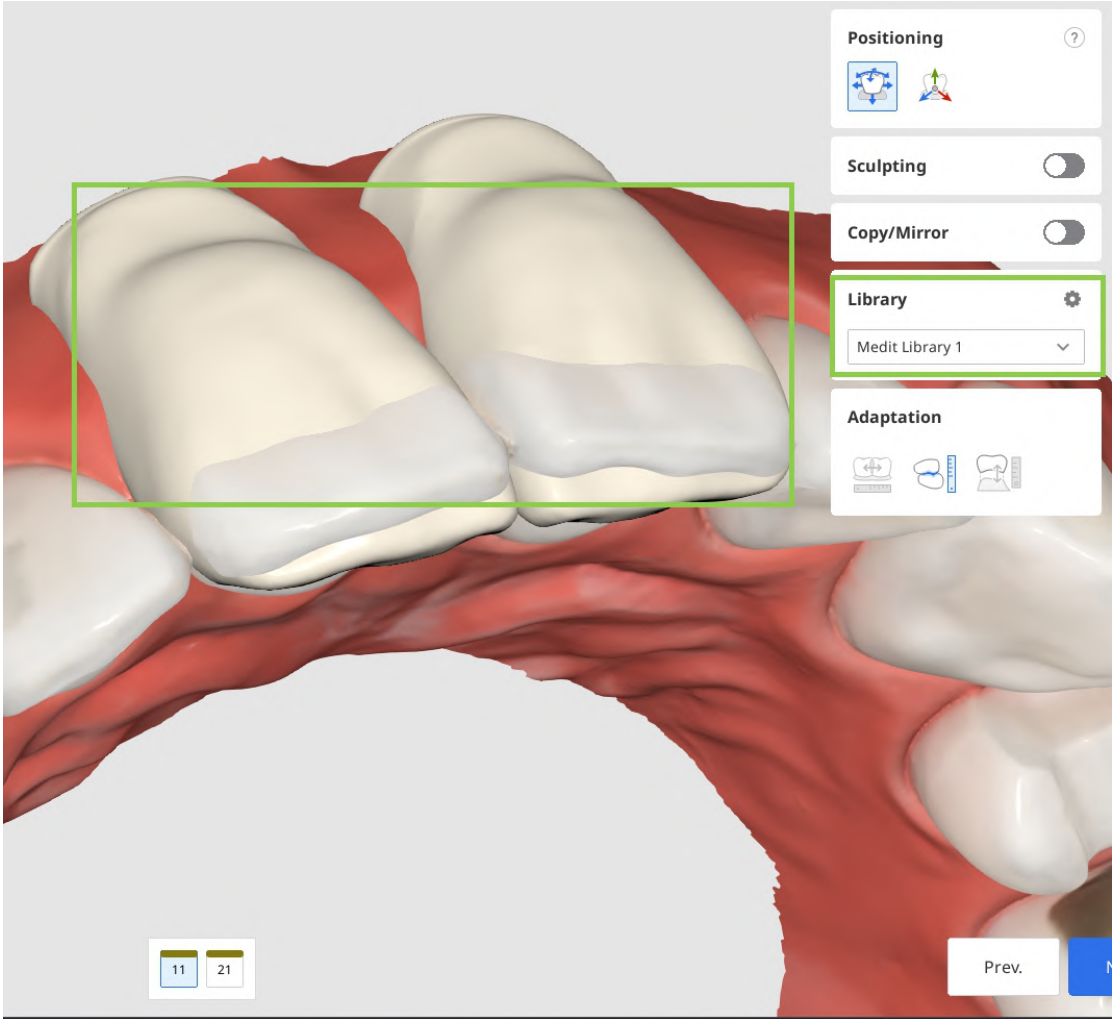 Positioning
?
Sculpting
Copy/Mirror
Library
Medit Library 1
Adaptation
11
21
Prev.